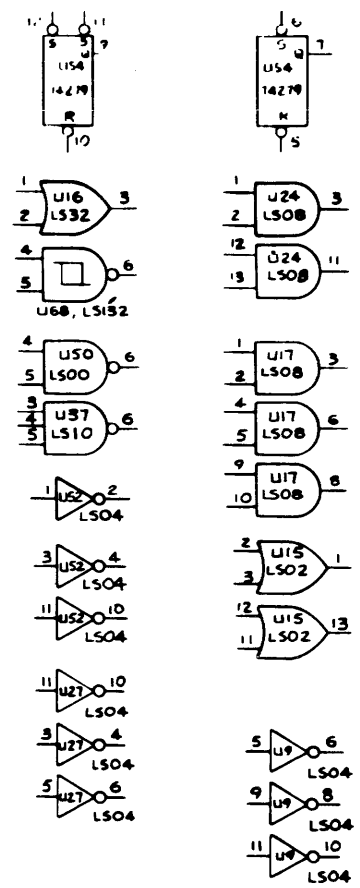 12 11
S S
Q 7
U54
74279
R
10
6
S
Q 7
U54
74279
R
5
1
2
U16
LS32
3
1
2
U24
LS08
3
4
5
6
U68, LS132
12
13
U24
LS08
11
4
5
U50
LS00
6
1
2
U17
LS08
3
3
4
5
U37
LS10
6
4
5
U17
LS08
6
9
10
U17
LS08
8
1 U52 2
LS04
2
3
U15
LS02
1
3 U52 4
LS04
11 U52 10
LS04
12
11
U15
LS02
13
11 U27 10
LS04
3 U27 4
LS04
5 U9 6
LS04
5 U27 6
LS04
9 U9 8
LS04
11 U9 10
LS04